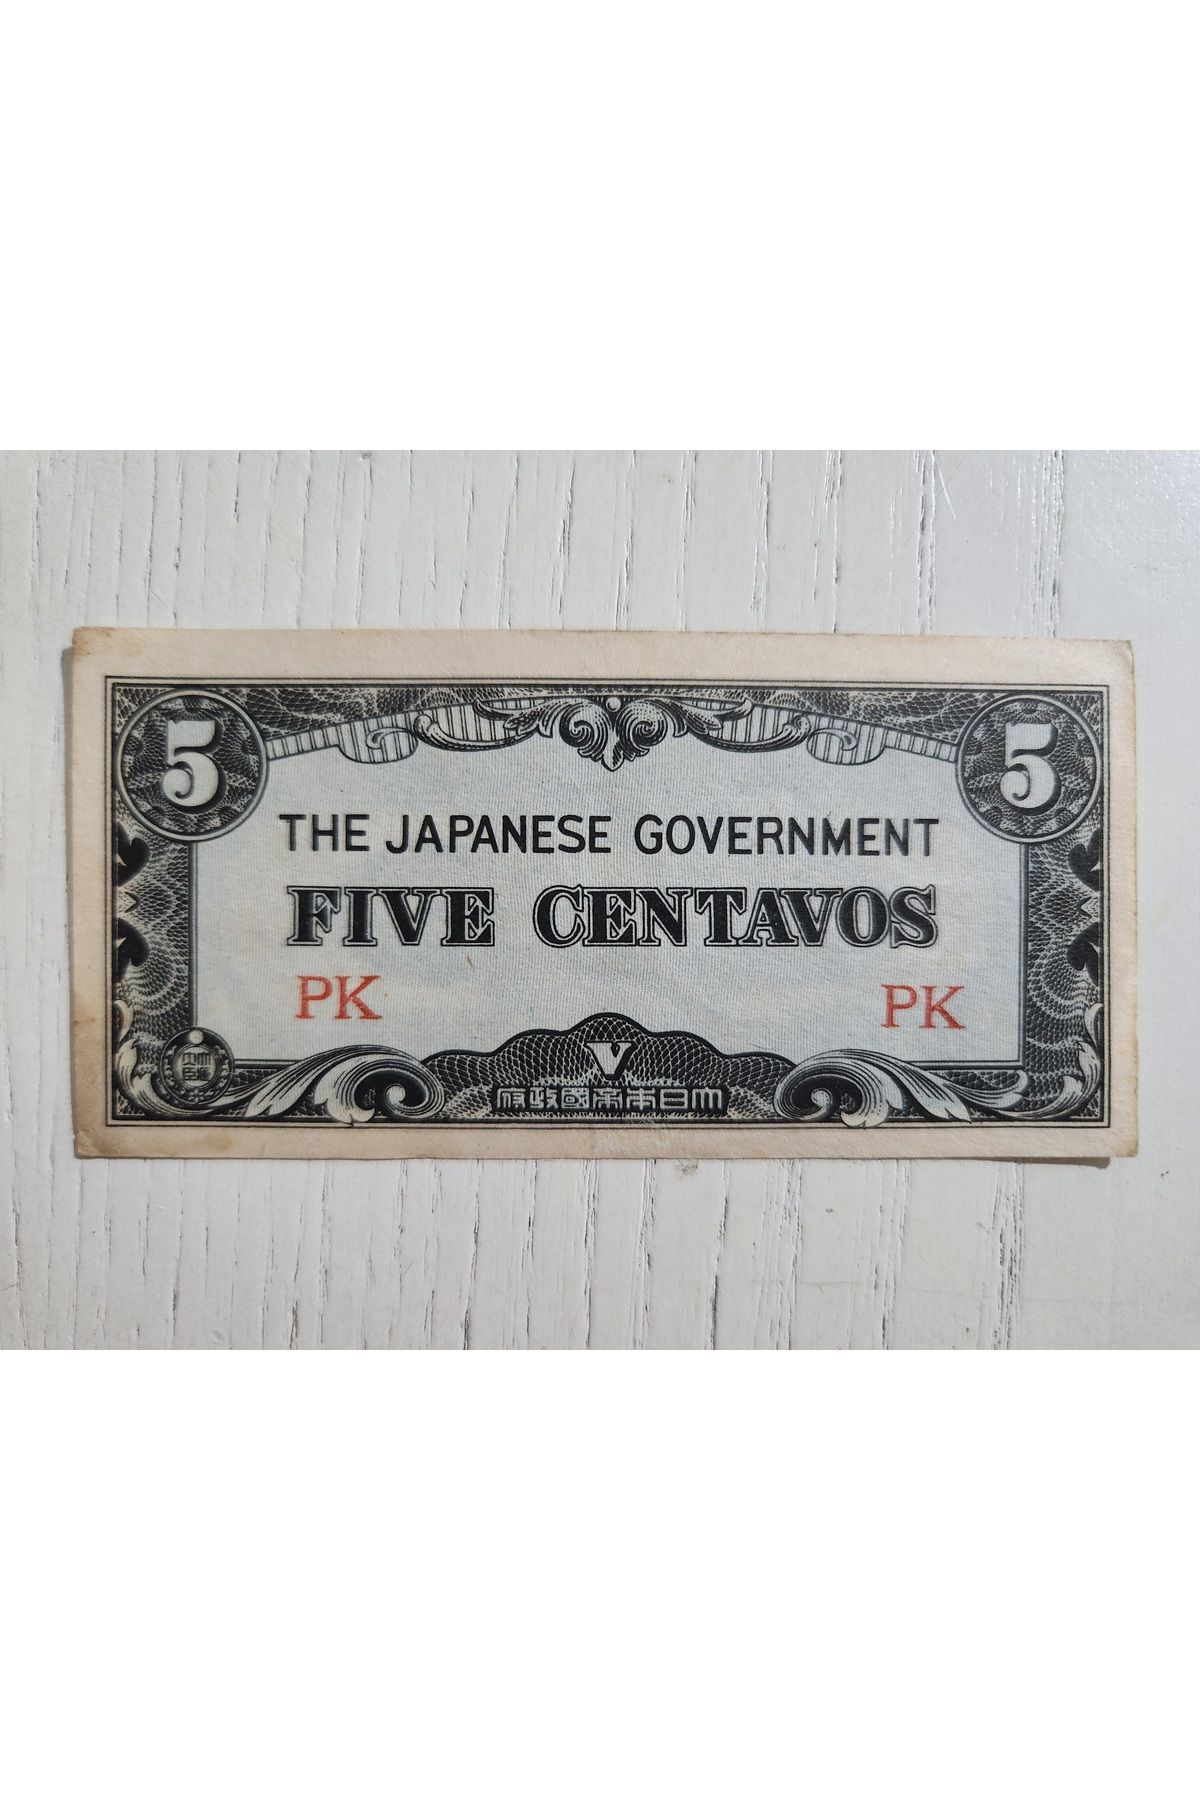 5 5
THE JAPANESE GOVERNMENT
FIVE CENTAVOS
PK PK
V
府政國帝本日大